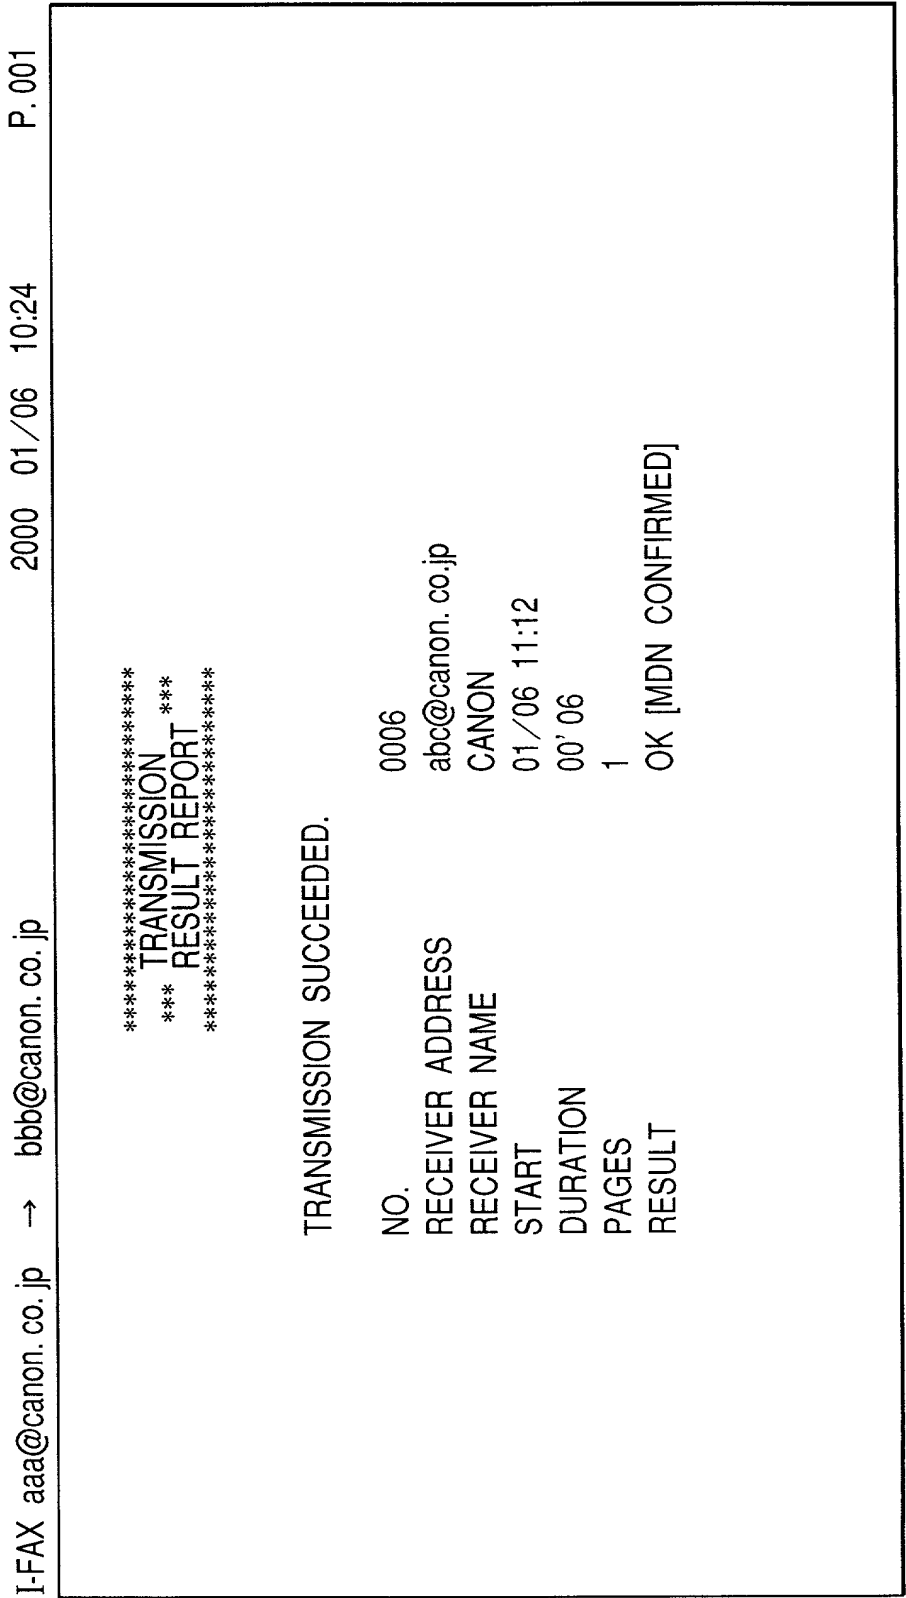 I-FAX aaa@canon. co. jp → bbb@canon. co. jp 2000 01/06 10:24 P. 001
*****************************
*** TRANSMISSION ***
RESULT REPORT
*****************************
TRANSMISSION SUCCEEDED.
NO. 0006
RECEIVER ADDRESS abc@canon. co.jp
RECEIVER NAME CANON
START 01/06 11:12
DURATION 00' 06
PAGES 1
RESULT OK [MDN CONFIRMED]